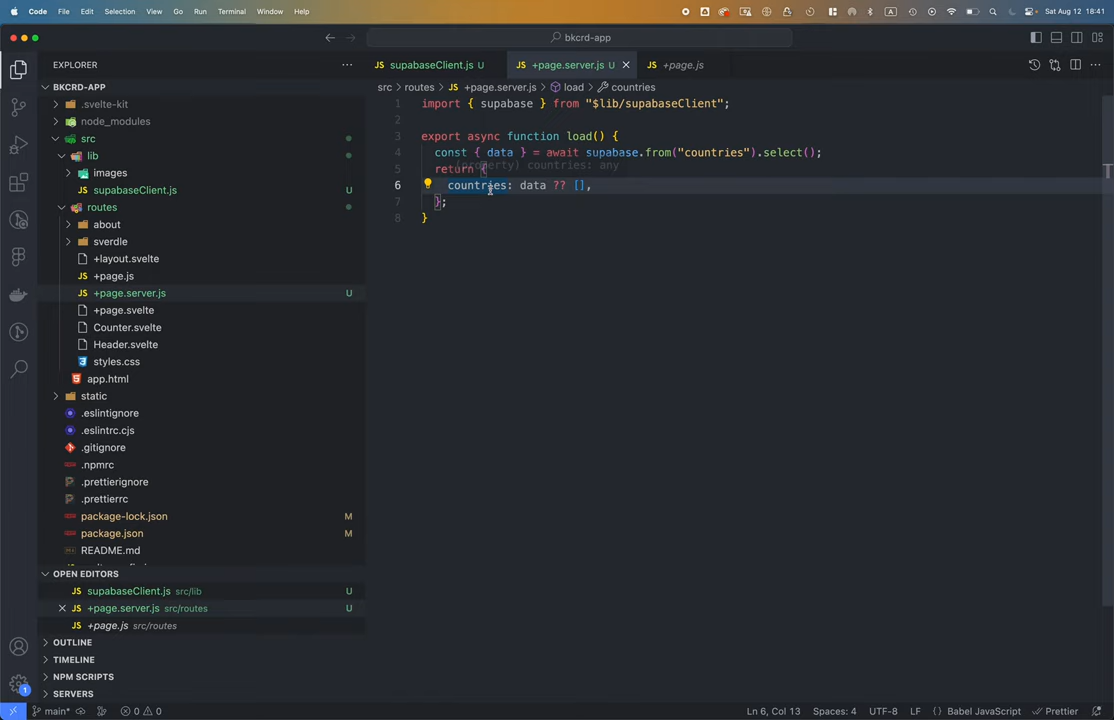 Code File Edit Selection View Go Run Terminal Window Help Sat Aug 12 18:41
bkcrd-app
EXPLORER
BKCRD-APP
.svelte-kit
node_modules
src
lib
images
supabaseClient.js U
routes
about
sverdle
+layout.svelte
+page.js
+page.server.js U
+page.svelte
Counter.svelte
Header.svelte
styles.css
app.html
static
.eslintignore
.eslintrc.cjs
.gitignore
.npmrc
.prettierignore
.prettierrc
package-lock.json M
package.json M
README.md
OPEN EDITORS
supabaseClient.js src/lib U
+page.server.js src/routes U
+page.js src/routes
OUTLINE
TIMELINE
NPM SCRIPTS
SERVERS
JS supabaseClient.js U JS +page.server.js U JS +page.js
src > routes > JS +page.server.js > load > countries
1 import { supabase } from "$lib/supabaseClient";
2
3 export async function load() {
4 const { data } = await supabase.from("countries").select();
(property) countries: any
5 return {
6 countries: data ?? [],
7 };
8 }
1
main* 0 0 Ln 6, Col 13 Spaces: 4 UTF-8 LF Babel JavaScript Prettier